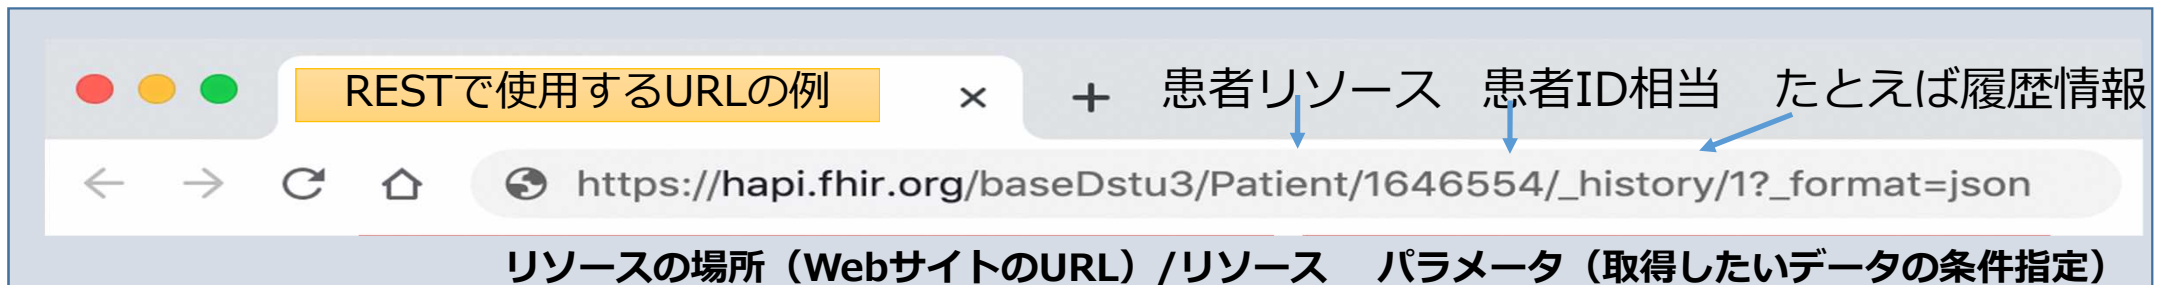 RESTで使用するURLの例 × + 患者リソース 患者ID相当 たとえば履歴情報
https://hapi.fhir.org/baseDstu3/Patient/1646554/_history/1?_format=json
リソースの場所（WebサイトのURL）/リソース パラメータ（取得したいデータの条件指定）